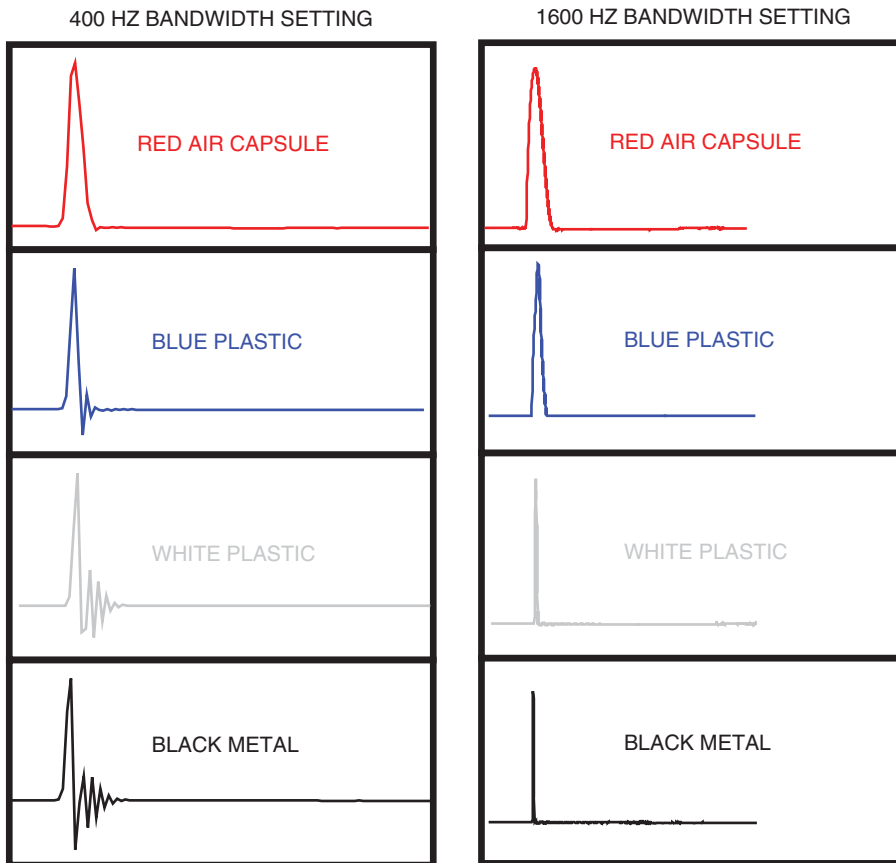 400 HZ BANDWIDTH SETTING
RED AIR CAPSULE
BLUE PLASTIC
WHITE PLASTIC
BLACK METAL
1600 HZ BANDWIDTH SETTING
RED AIR CAPSULE
BLUE PLASTIC
WHITE PLASTIC
BLACK METAL